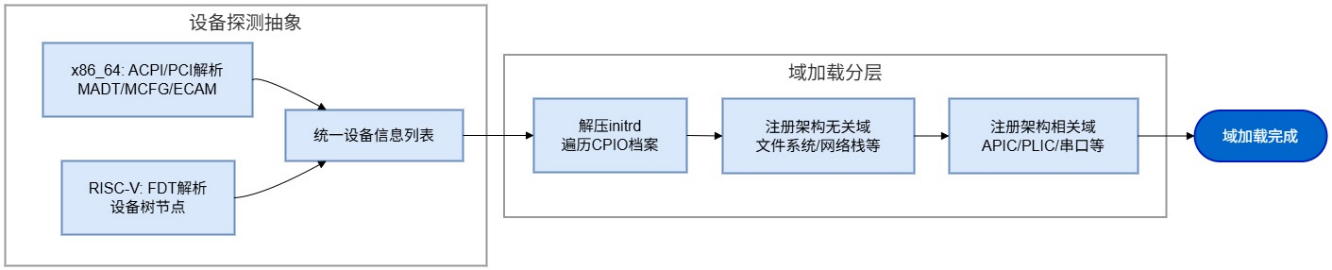 设备探测抽象
x86_64: ACPI/PCI解析
MADT/MCFG/ECAM
统一设备信息列表
RISC-V: FDT解析
设备树节点
域加载分层
解压initrd
遍历CPIO档案
注册架构无关域
文件系统/网络栈等
注册架构相关域
APIC/PLIC/串口等
域加载完成